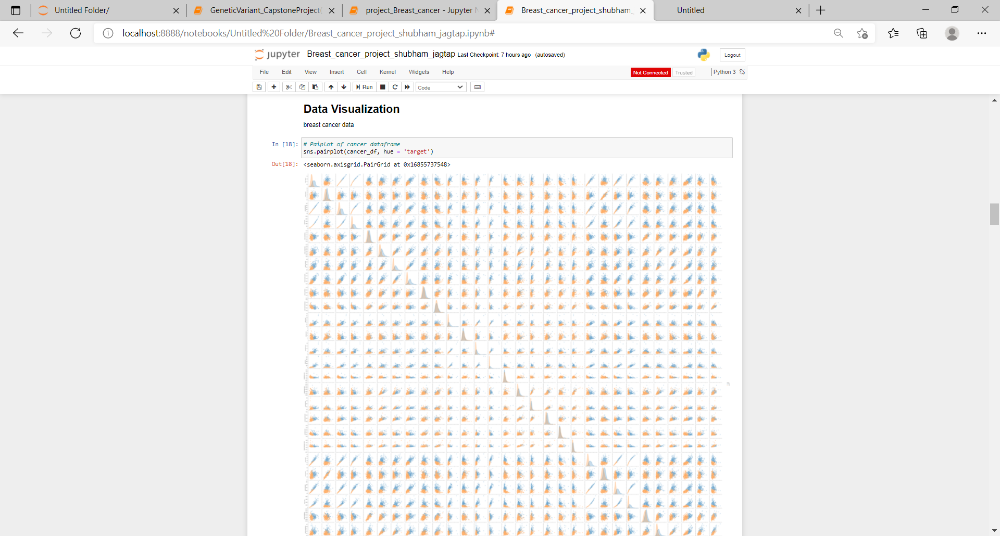 Untitled Folder/
GeneticVariant_CapstoneProject(
project_Breast_cancer - Jupyter N
Breast_cancer_project_shubham_
Untitled
localhost:8888/notebooks/Untitled%20Folder/Breast_cancer_project_shubham_jagtap.ipynb#
jupyter Breast_cancer_project_shubham_jagtap Last Checkpoint: 7 hours ago (autosaved)
Logout
File Edit View Insert Cell Kernel Widgets Help
Not Connected Trusted Python 3
Run Code
Data Visualization
breast cancer data
In [18]: # Paiplot of cancer dataframe
sns.pairplot(cancer_df, hue = 'target')
Out[18]: <seaborn.axisgrid.PairGrid at 0x16855737548>